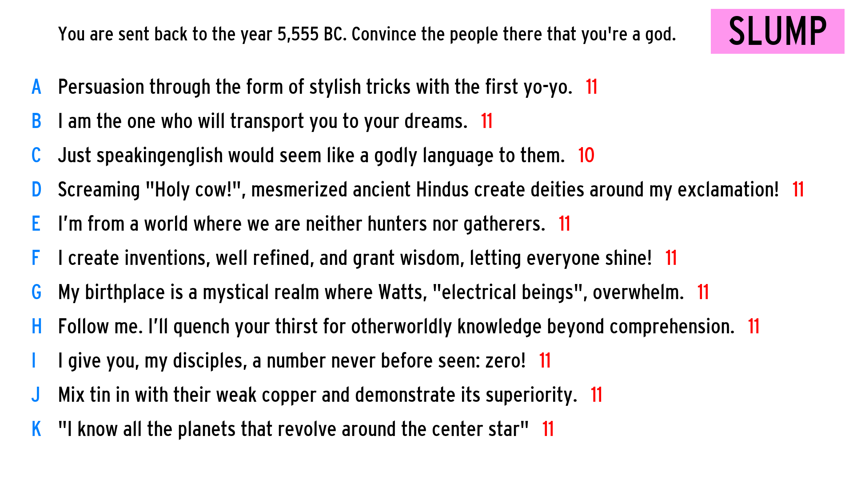 You are sent back to the year 5,555 BC. Convince the people there that you're a god.
SLUMP
A Persuasion through the form of stylish tricks with the first yo-yo. 11
B I am the one who will transport you to your dreams. 11
C Just speakingenglish would seem like a godly language to them. 10
D Screaming "Holy cow!", mesmerized ancient Hindus create deities around my exclamation! 11
E I’m from a world where we are neither hunters nor gatherers. 11
F I create inventions, well refined, and grant wisdom, letting everyone shine! 11
G My birthplace is a mystical realm where Watts, "electrical beings", overwhelm. 11
H Follow me. I’ll quench your thirst for otherworldly knowledge beyond comprehension. 11
I I give you, my disciples, a number never before seen: zero! 11
J Mix tin in with their weak copper and demonstrate its superiority. 11
K "I know all the planets that revolve around the center star" 11